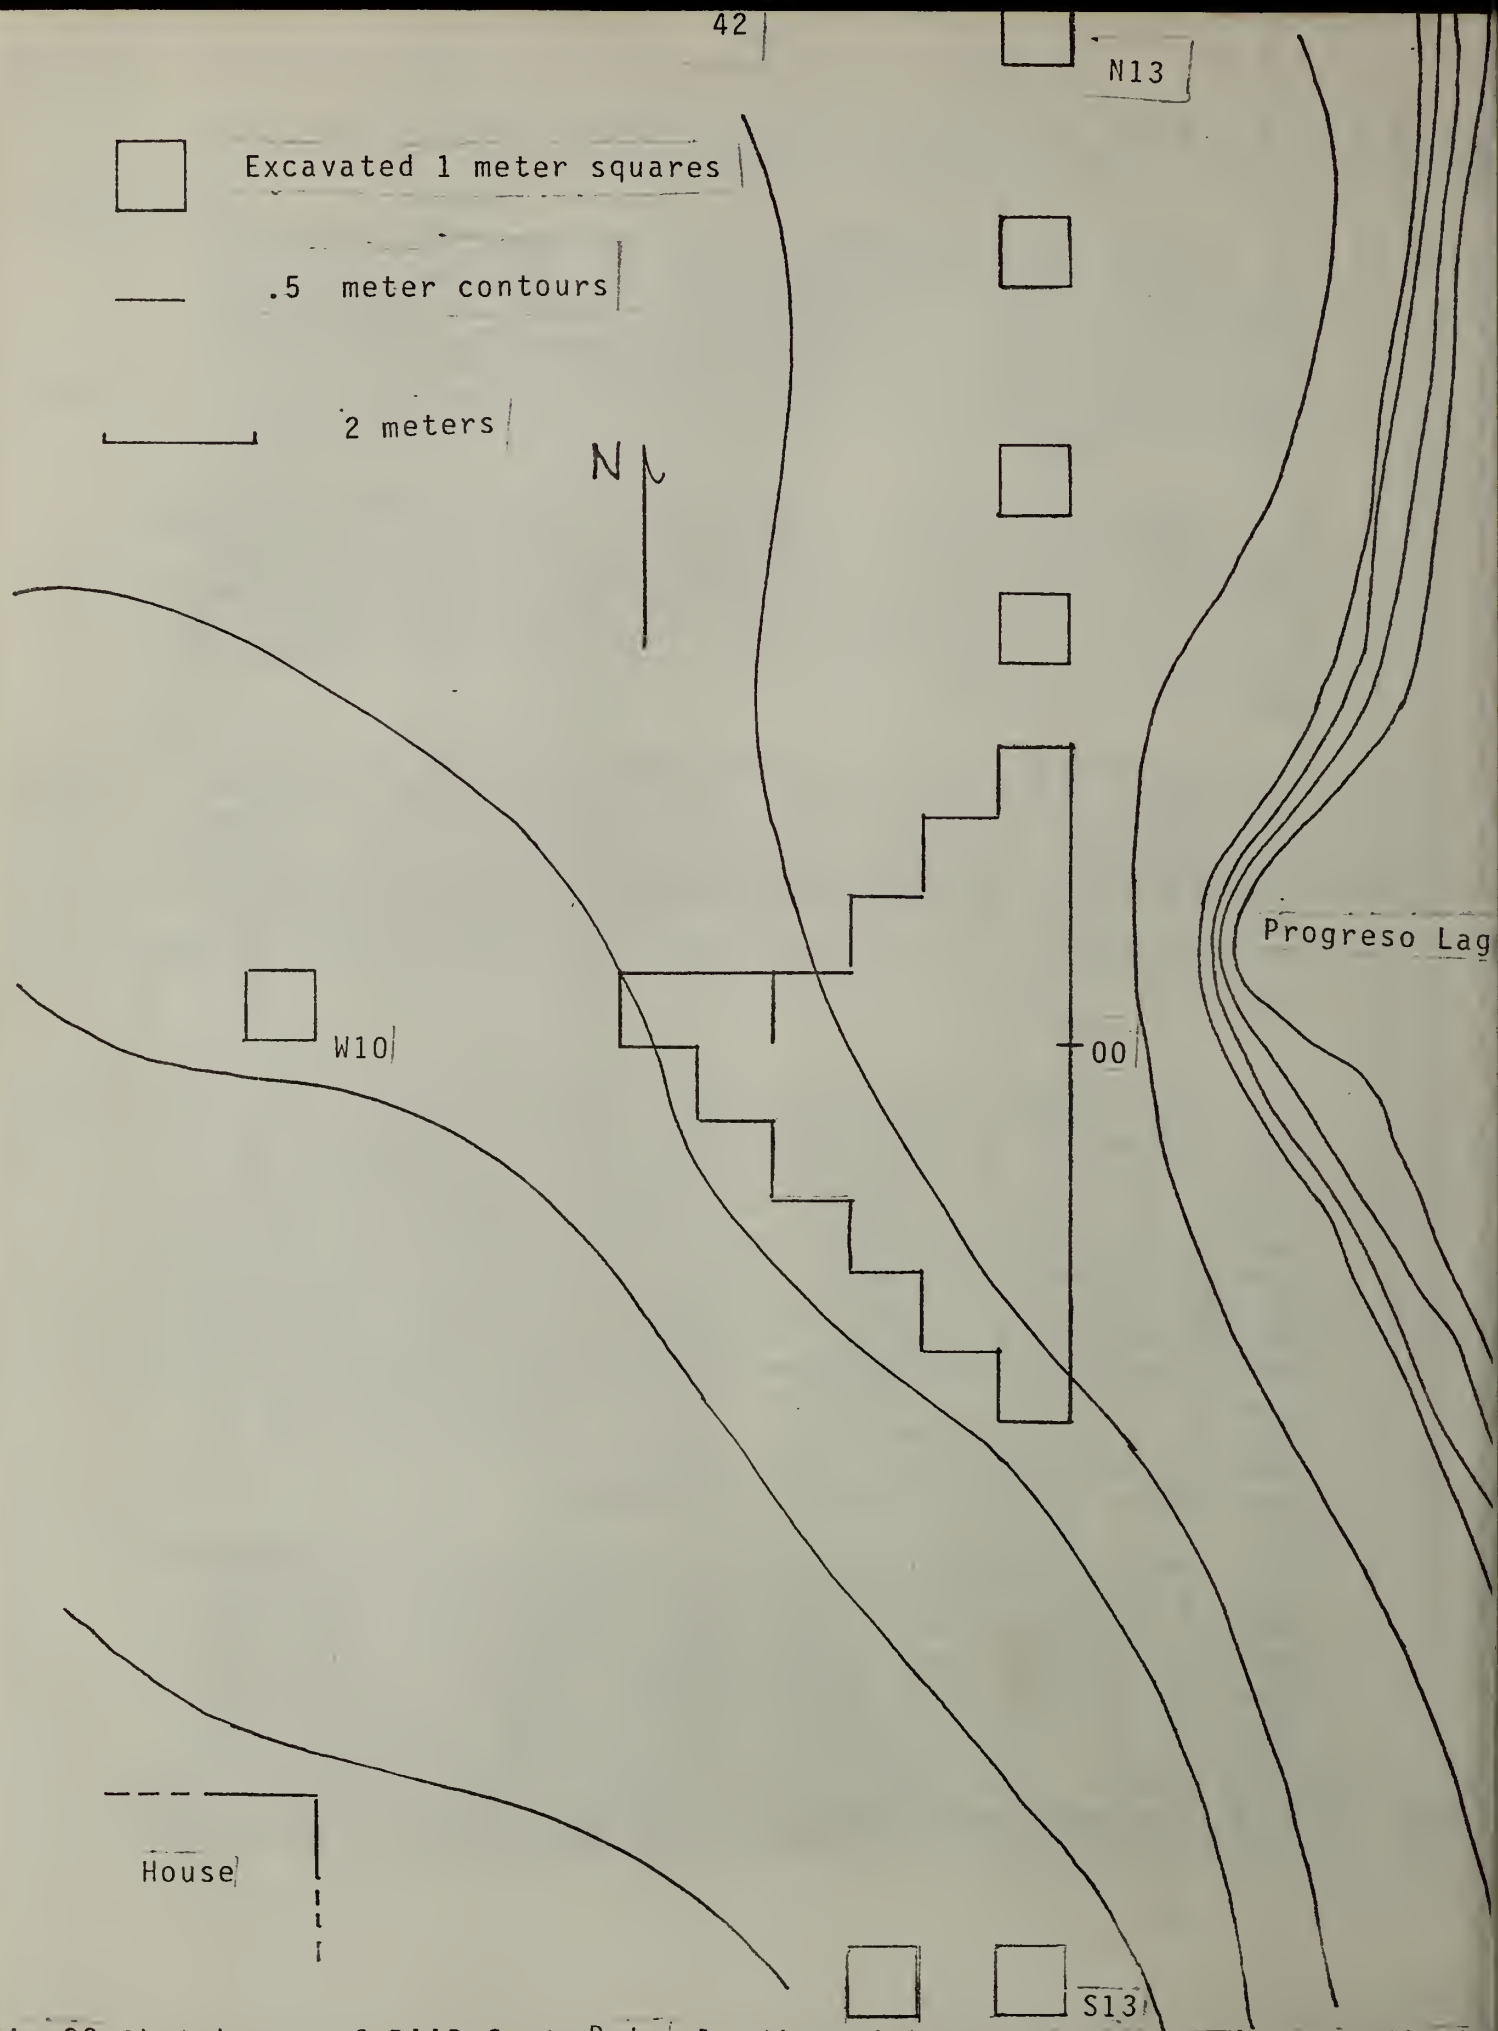 42
N13
Excavated 1 meter squares
.5 meter contours
2 meters
N
Progreso Lag
W10
00
House
S13